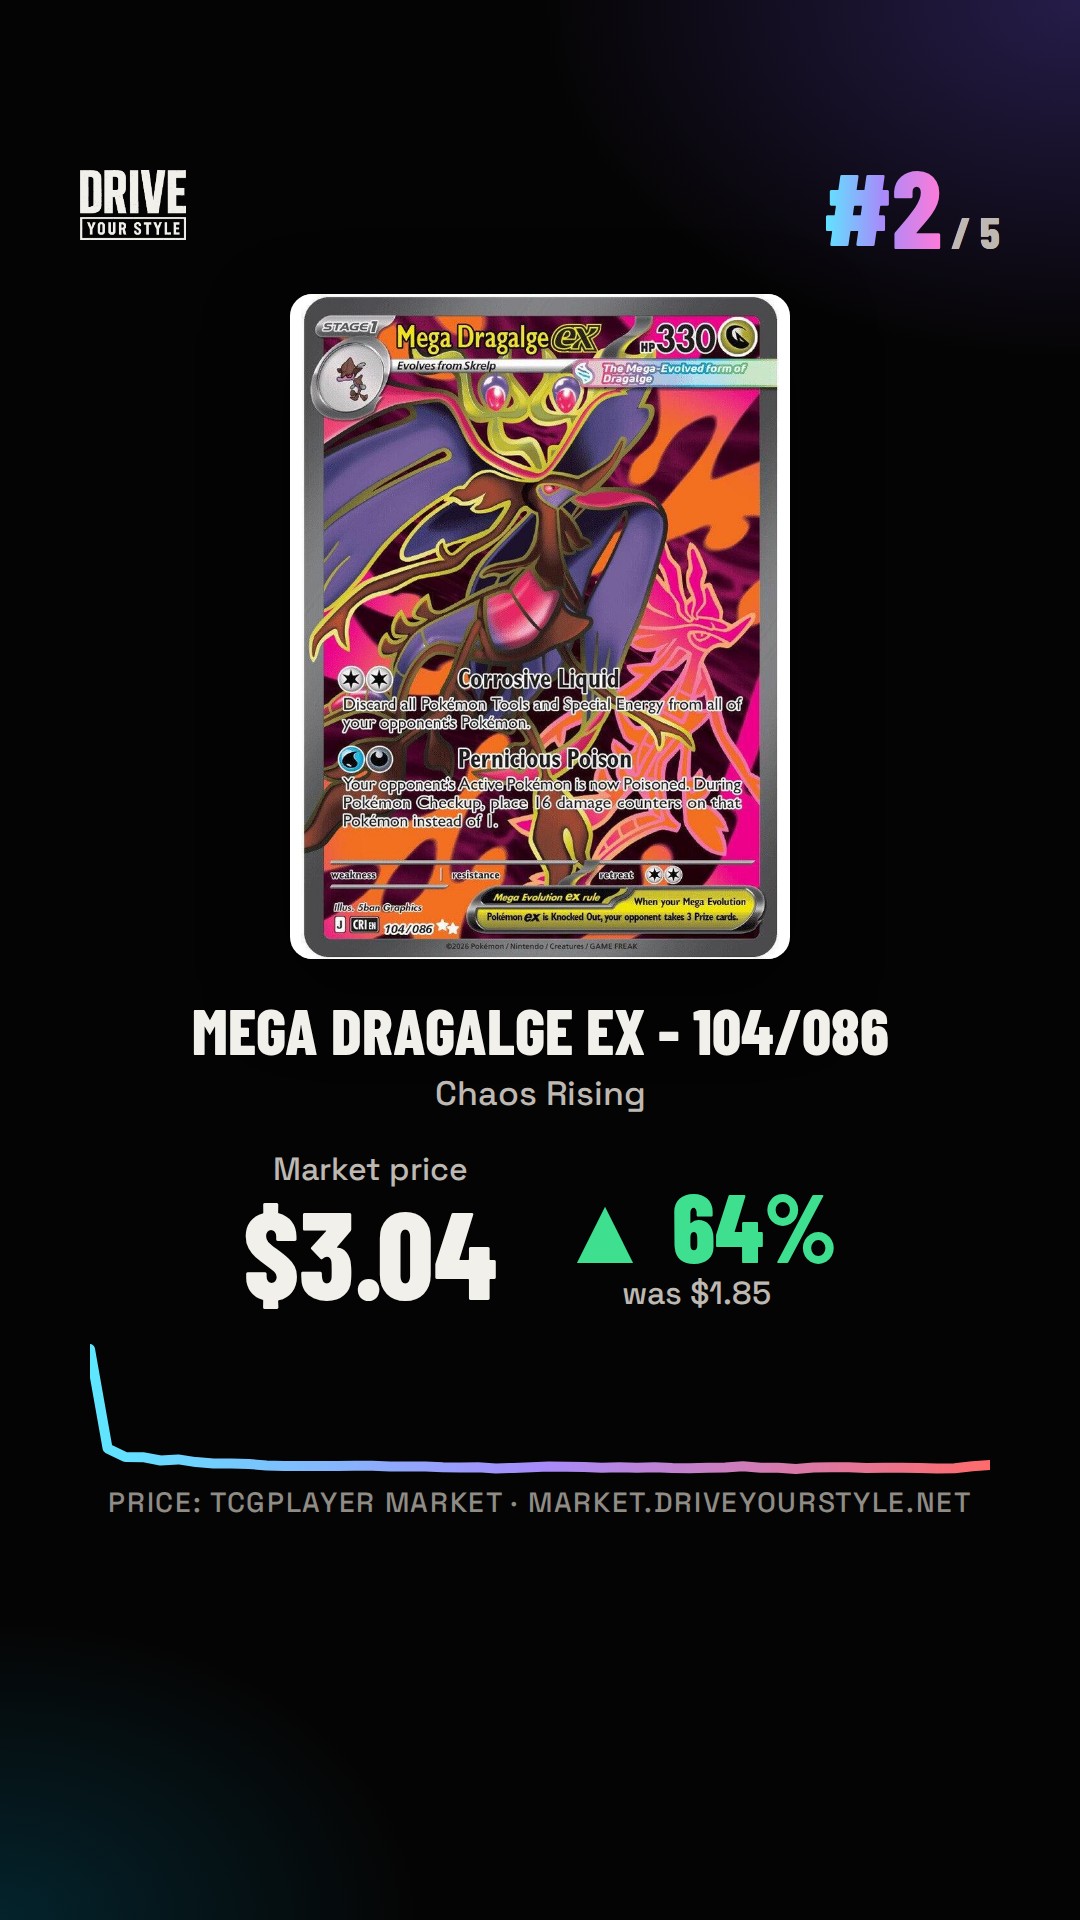 DRIVE
YOUR STYLE
#2 / 5
STAGE1
Mega Dragalge ex
HP 330
Evolves from Skrelp
The Mega-Evolved form of
Dragalge
Corrosive Liquid
Discard all Pokémon Tools and Special Energy from all of
your opponent's Pokémon.
Pernicious Poison
Your opponent's Active Pokémon is now Poisoned. During
Pokémon Checkup, place 16 damage counters on that
Pokémon instead of 1.
weakness
resistance
retreat
Illus. 5ban Graphics
Mega Evolution ex rule
When your Mega Evolution
Pokémon ex is Knocked Out, your opponent takes 3 Prize cards.
J CRI EN 104/086
©2026 Pokémon / Nintendo / Creatures / GAME FREAK
MEGA DRAGALGE EX - 104/086
Chaos Rising
Market price
$3.04
▲ 64%
was $1.85
PRICE: TCGPLAYER MARKET · MARKET.DRIVEYOURSTYLE.NET